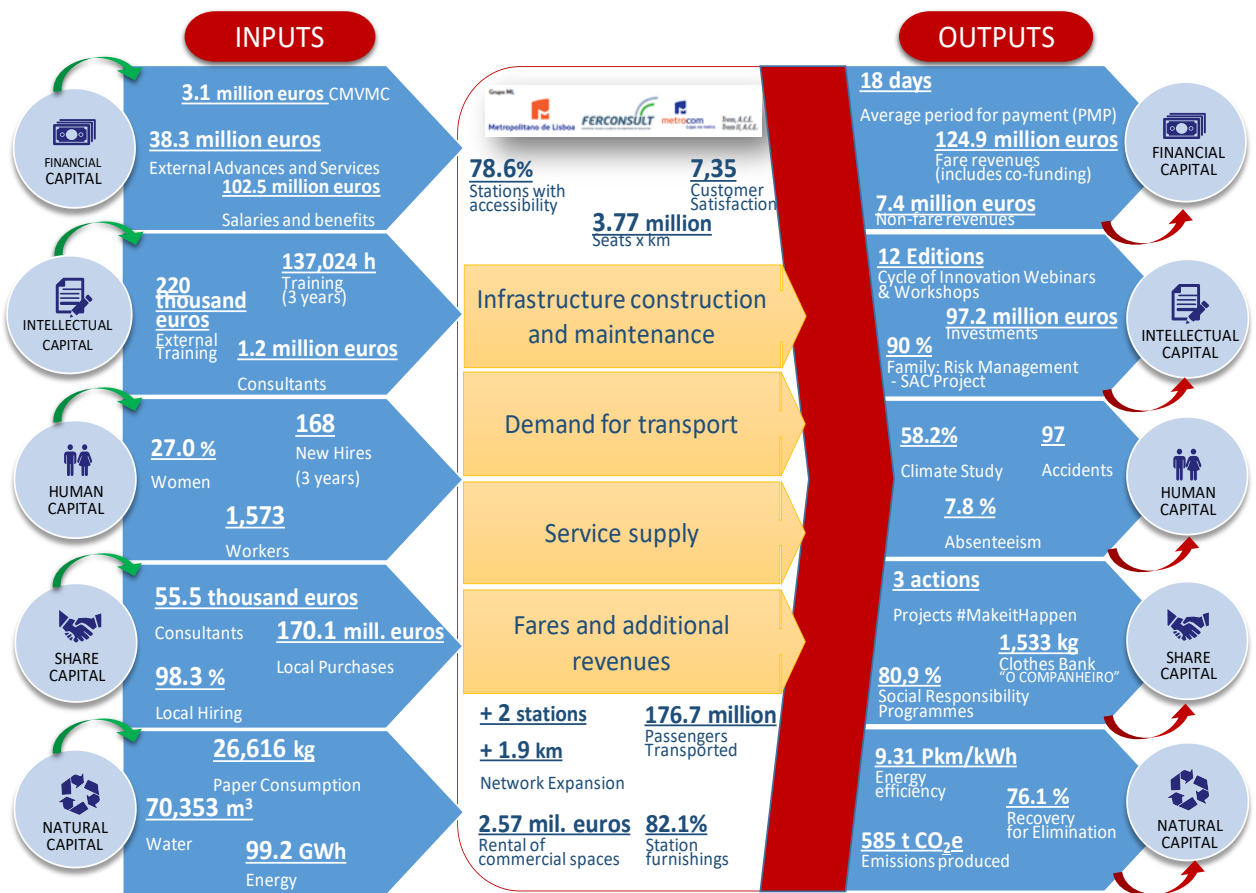 INPUTS
OUTPUTS
FINANCIAL
CAPITAL
3.1 million euros CMVMC
38.3 million euros
External Advances and Services
102.5 million euros
Salaries and benefits
INTELLECTUAL
CAPITAL
220
thousand
euros
External
Training
137,024 h
Training
(3 years)
1.2 million euros
Consultants
HUMAN
CAPITAL
27.0 %
Women
168
New Hires
(3 years)
1,573
Workers
SHARE
CAPITAL
55.5 thousand euros
Consultants
170.1 mill. euros
Local Purchases
98.3 %
Local Hiring
NATURAL
CAPITAL
26,616 kg
Paper Consumption
70,353 m³
Water
99.2 GWh
Energy
Grupo ML
Metropolitano de Lisboa
FERCONSULT
metrocom
78.6%
Stations with
accessibility
7,35
Customer
Satisfaction
3.77 million
Seats x km
Infrastructure construction
and maintenance
Demand for transport
Service supply
Fares and additional
revenues
+ 2 stations
+ 1.9 km
Network Expansion
176.7 million
Passengers
Transported
2.57 mil. euros
Rental of
commercial spaces
82.1%
Station
furnishings
18 days
Average period for payment (PMP)
124.9 million euros
Fare revenues
(includes co-funding)
7.4 million euros
Non-fare revenues
FINANCIAL
CAPITAL
12 Editions
Cycle of Innovation Webinars
& Workshops
97.2 million euros
Investments
90 %
Family: Risk Management
- SAC Project
INTELLECTUAL
CAPITAL
58.2%
Climate Study
97
Accidents
7.8 %
Absenteeism
HUMAN
CAPITAL
3 actions
Projects #MakeitHappen
1,533 kg
Clothes Bank
"O COMPANHEIRO"
80,9 %
Social Responsibility
Programmes
SHARE
CAPITAL
9.31 Pkm/kWh
Energy
efficiency
76.1 %
Recovery
for Elimination
585 t CO₂e
Emissions produced
NATURAL
CAPITAL